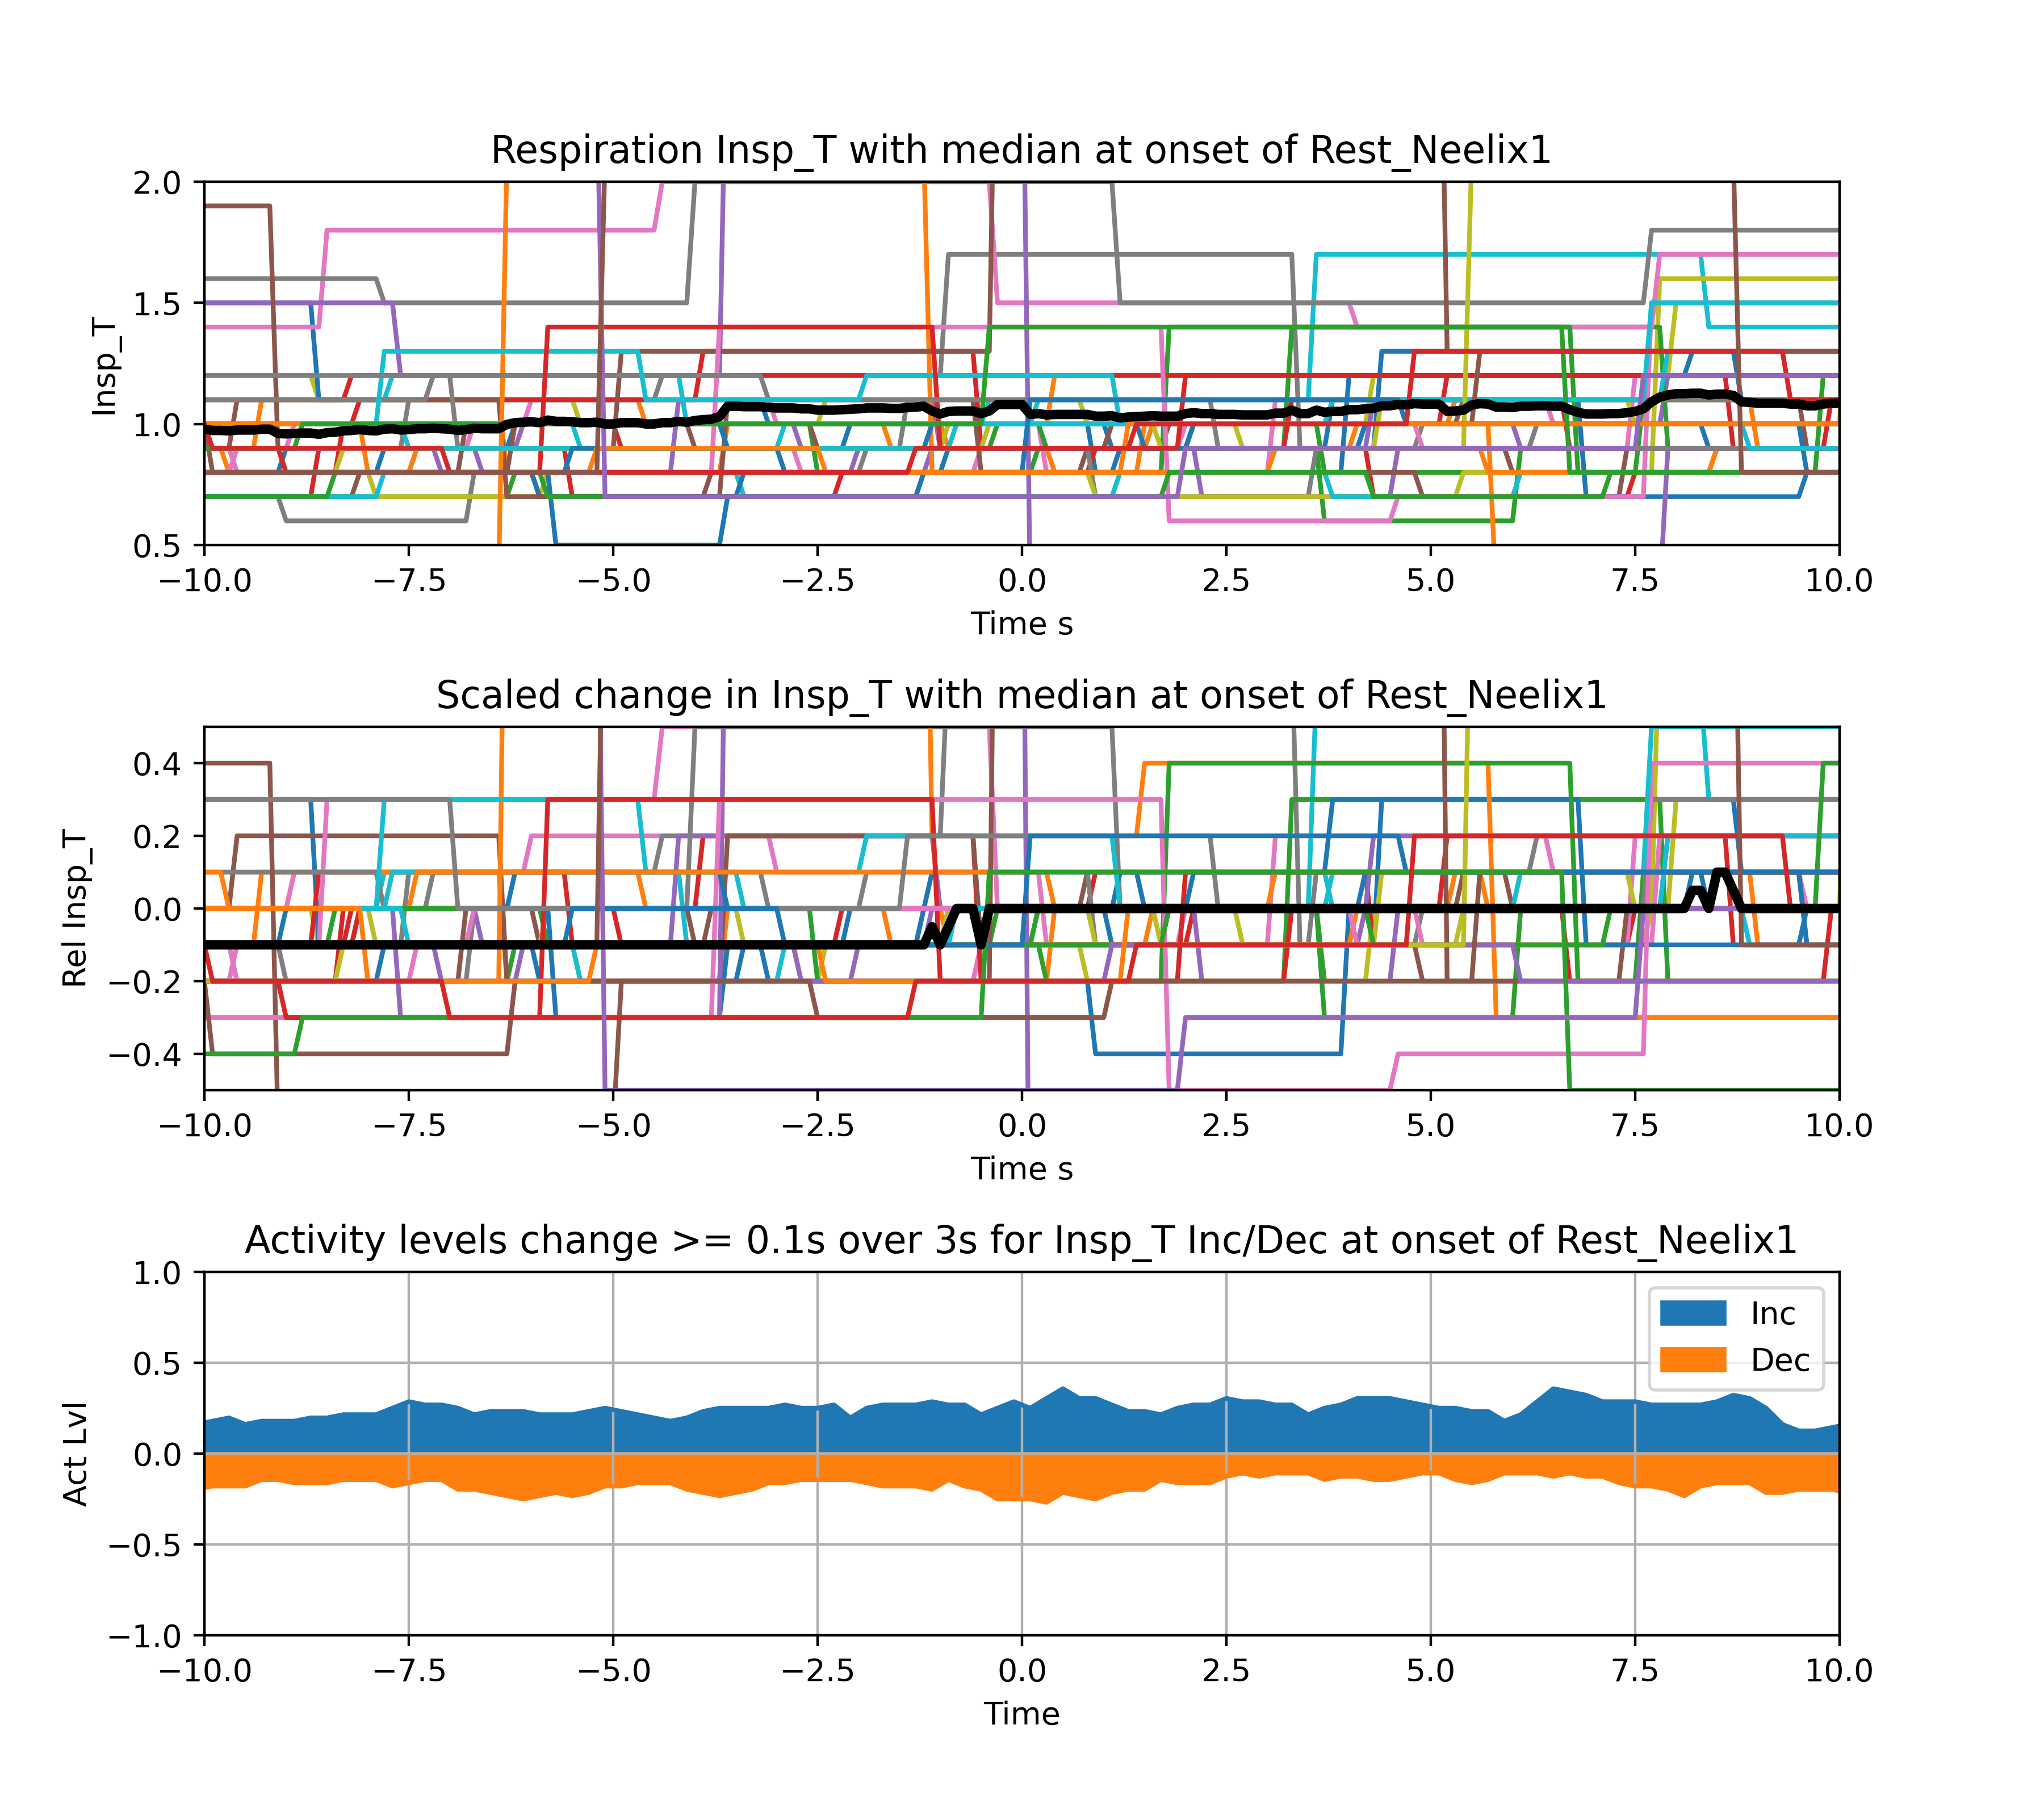 Respiration Insp_T with median at onset of Rest_Neelix1
2.0
1.5
1.0
0.5
Insp_T
−10.0 −7.5 −5.0 −2.5 0.0 2.5 5.0 7.5 10.0
Time s
Scaled change in Insp_T with median at onset of Rest_Neelix1
0.4
0.2
0.0
−0.2
−0.4
Rel Insp_T
−10.0 −7.5 −5.0 −2.5 0.0 2.5 5.0 7.5 10.0
Time s
Activity levels change >= 0.1s over 3s for Insp_T Inc/Dec at onset of Rest_Neelix1
1.0
0.5
0.0
−0.5
−1.0
Act Lvl
Inc
Dec
−10.0 −7.5 −5.0 −2.5 0.0 2.5 5.0 7.5 10.0
Time